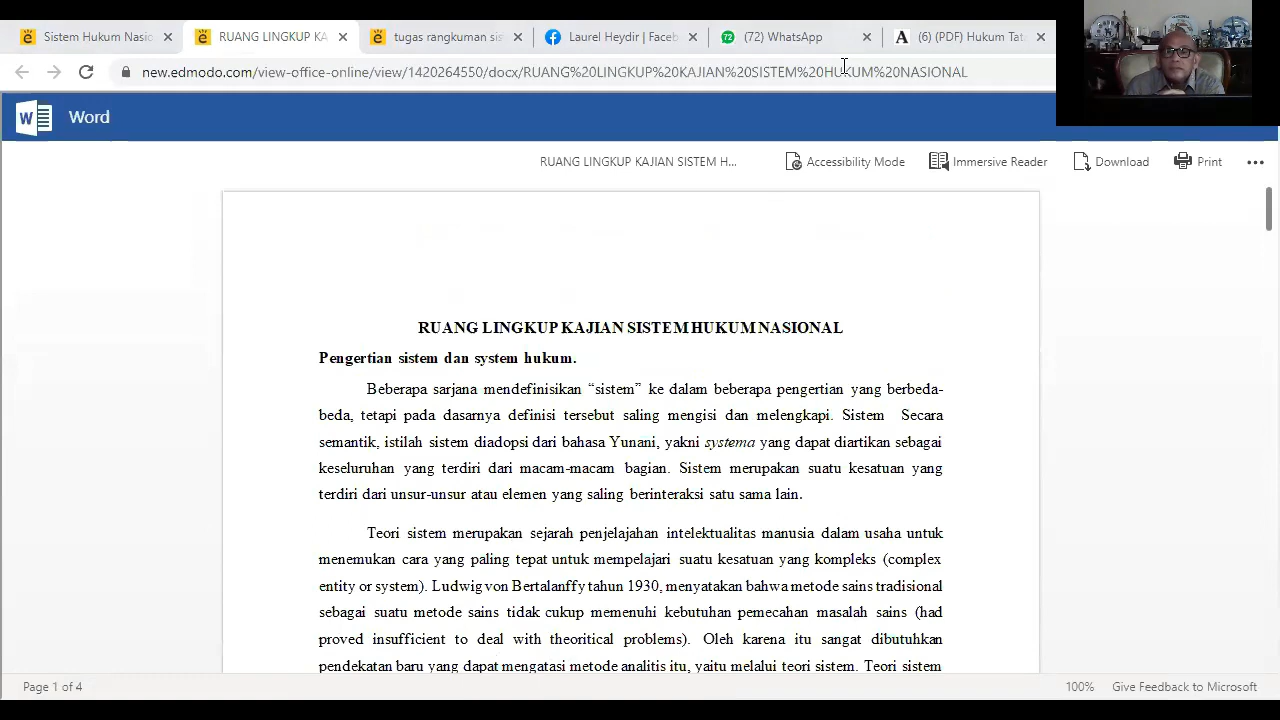 Sistem Hukum Nasio
RUANG LINGKUP KA
tugas rangkuman sis
Laurel Heydir | Faceb
(72) WhatsApp
(6) (PDF) Hukum Tat
new.edmodo.com/view-office-online/view/1420264550/docx/RUANG%20LINGKUP%20KAJIAN%20SISTEM%20HUKUM%20NASIONAL
Word
RUANG LINGKUP KAJIAN SISTEM H...
Accessibility Mode
Immersive Reader
Download
Print
RUANG LINGKUP KAJIAN SISTEM HUKUM NASIONAL
Pengertian sistem dan system hukum.
Beberapa sarjana mendefinisikan “sistem” ke dalam beberapa pengertian yang berbeda-
beda, tetapi pada dasarnya definisi tersebut saling mengisi dan melengkapi. Sistem Secara
semantik, istilah sistem diadopsi dari bahasa Yunani, yakni systema yang dapat diartikan sebagai
keseluruhan yang terdiri dari macam-macam bagian. Sistem merupakan suatu kesatuan yang
terdiri dari unsur-unsur atau elemen yang saling berinteraksi satu sama lain.
Teori sistem merupakan sejarah penjelajahan intelektualitas manusia dalam usaha untuk
menemukan cara yang paling tepat untuk mempelajari suatu kesatuan yang kompleks (complex
entity or system). Ludwig von Bertalanffy tahun 1930, menyatakan bahwa metode sains tradisional
sebagai suatu metode sains tidak cukup memenuhi kebutuhan pemecahan masalah sains (had
proved insufficient to deal with theoritical problems). Oleh karena itu sangat dibutuhkan
pendekatan baru yang dapat mengatasi metode analitis itu, yaitu melalui teori sistem. Teori sistem
Page 1 of 4
100%
Give Feedback to Microsoft